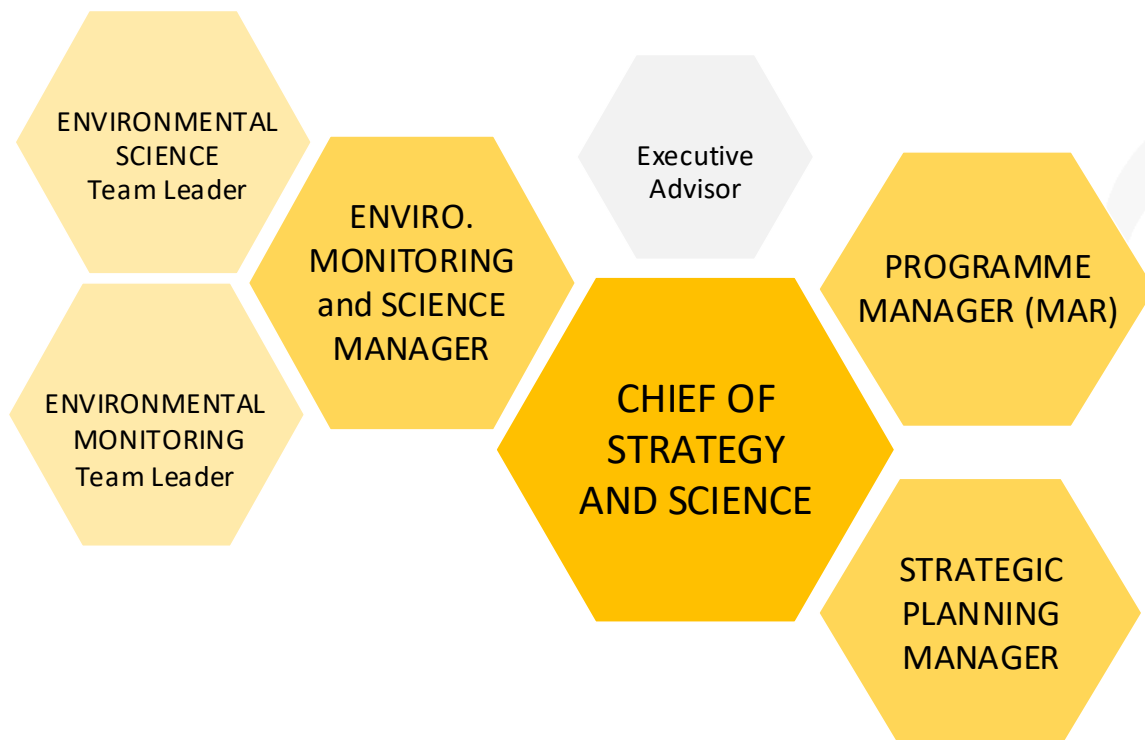 ENVIRONMENTAL
SCIENCE
Team Leader
ENVIRO.
MONITORING
and SCIENCE
MANAGER
ENVIRONMENTAL
MONITORING
Team Leader
Executive
Advisor
CHIEF OF
STRATEGY
AND SCIENCE
PROGRAMME
MANAGER (MAR)
STRATEGIC
PLANNING
MANAGER